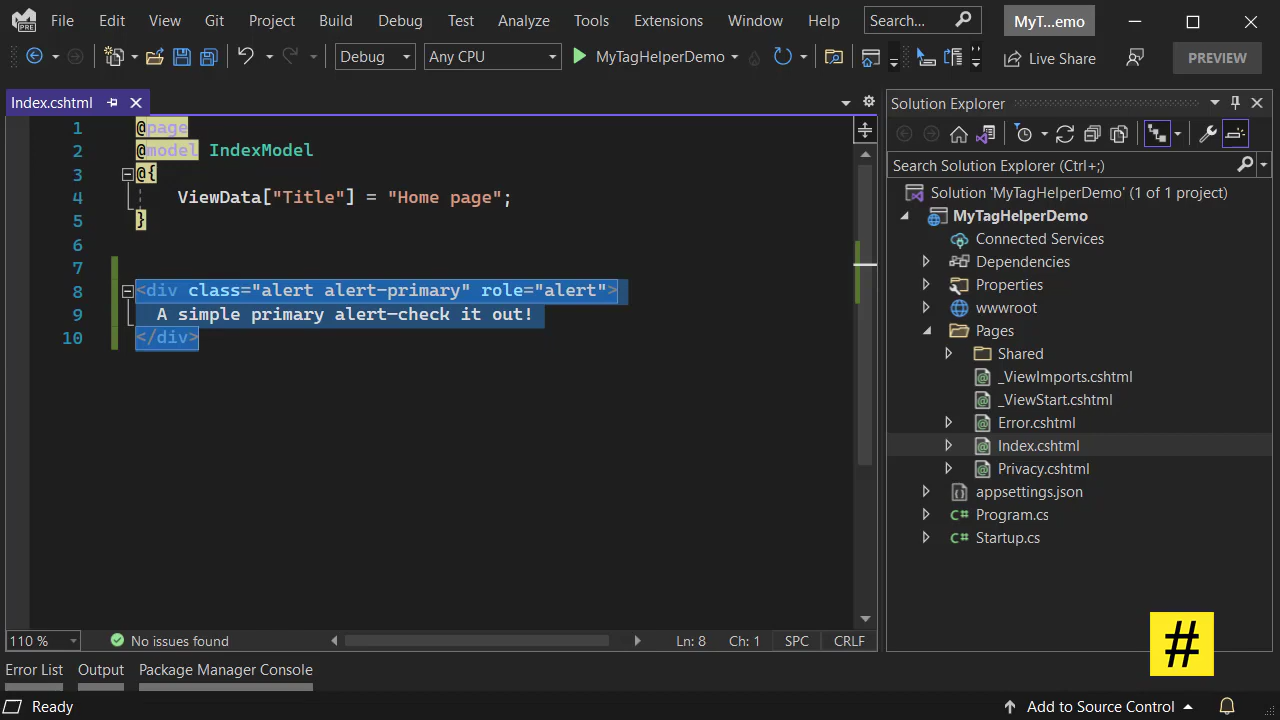 File Edit View Git Project Build Debug Test Analyze Tools Extensions Window Help Search... MyT...emo
PRE
Debug Any CPU MyTagHelperDemo Live Share PREVIEW
Index.cshtml
1 @page
2 @model IndexModel
3 @{
4 ViewData["Title"] = "Home page";
5 }
6
7
8 <div class="alert alert-primary" role="alert">
9 A simple primary alert—check it out!
10 </div>
110 % No issues found Ln: 8 Ch: 1 SPC CRLF
Solution Explorer
Search Solution Explorer (Ctrl+;)
Solution 'MyTagHelperDemo' (1 of 1 project)
MyTagHelperDemo
Connected Services
Dependencies
Properties
wwwroot
Pages
Shared
_ViewImports.cshtml
_ViewStart.cshtml
Error.cshtml
Index.cshtml
Privacy.cshtml
appsettings.json
C# Program.cs
C# Startup.cs
#
Error List Output Package Manager Console
Ready Add to Source Control